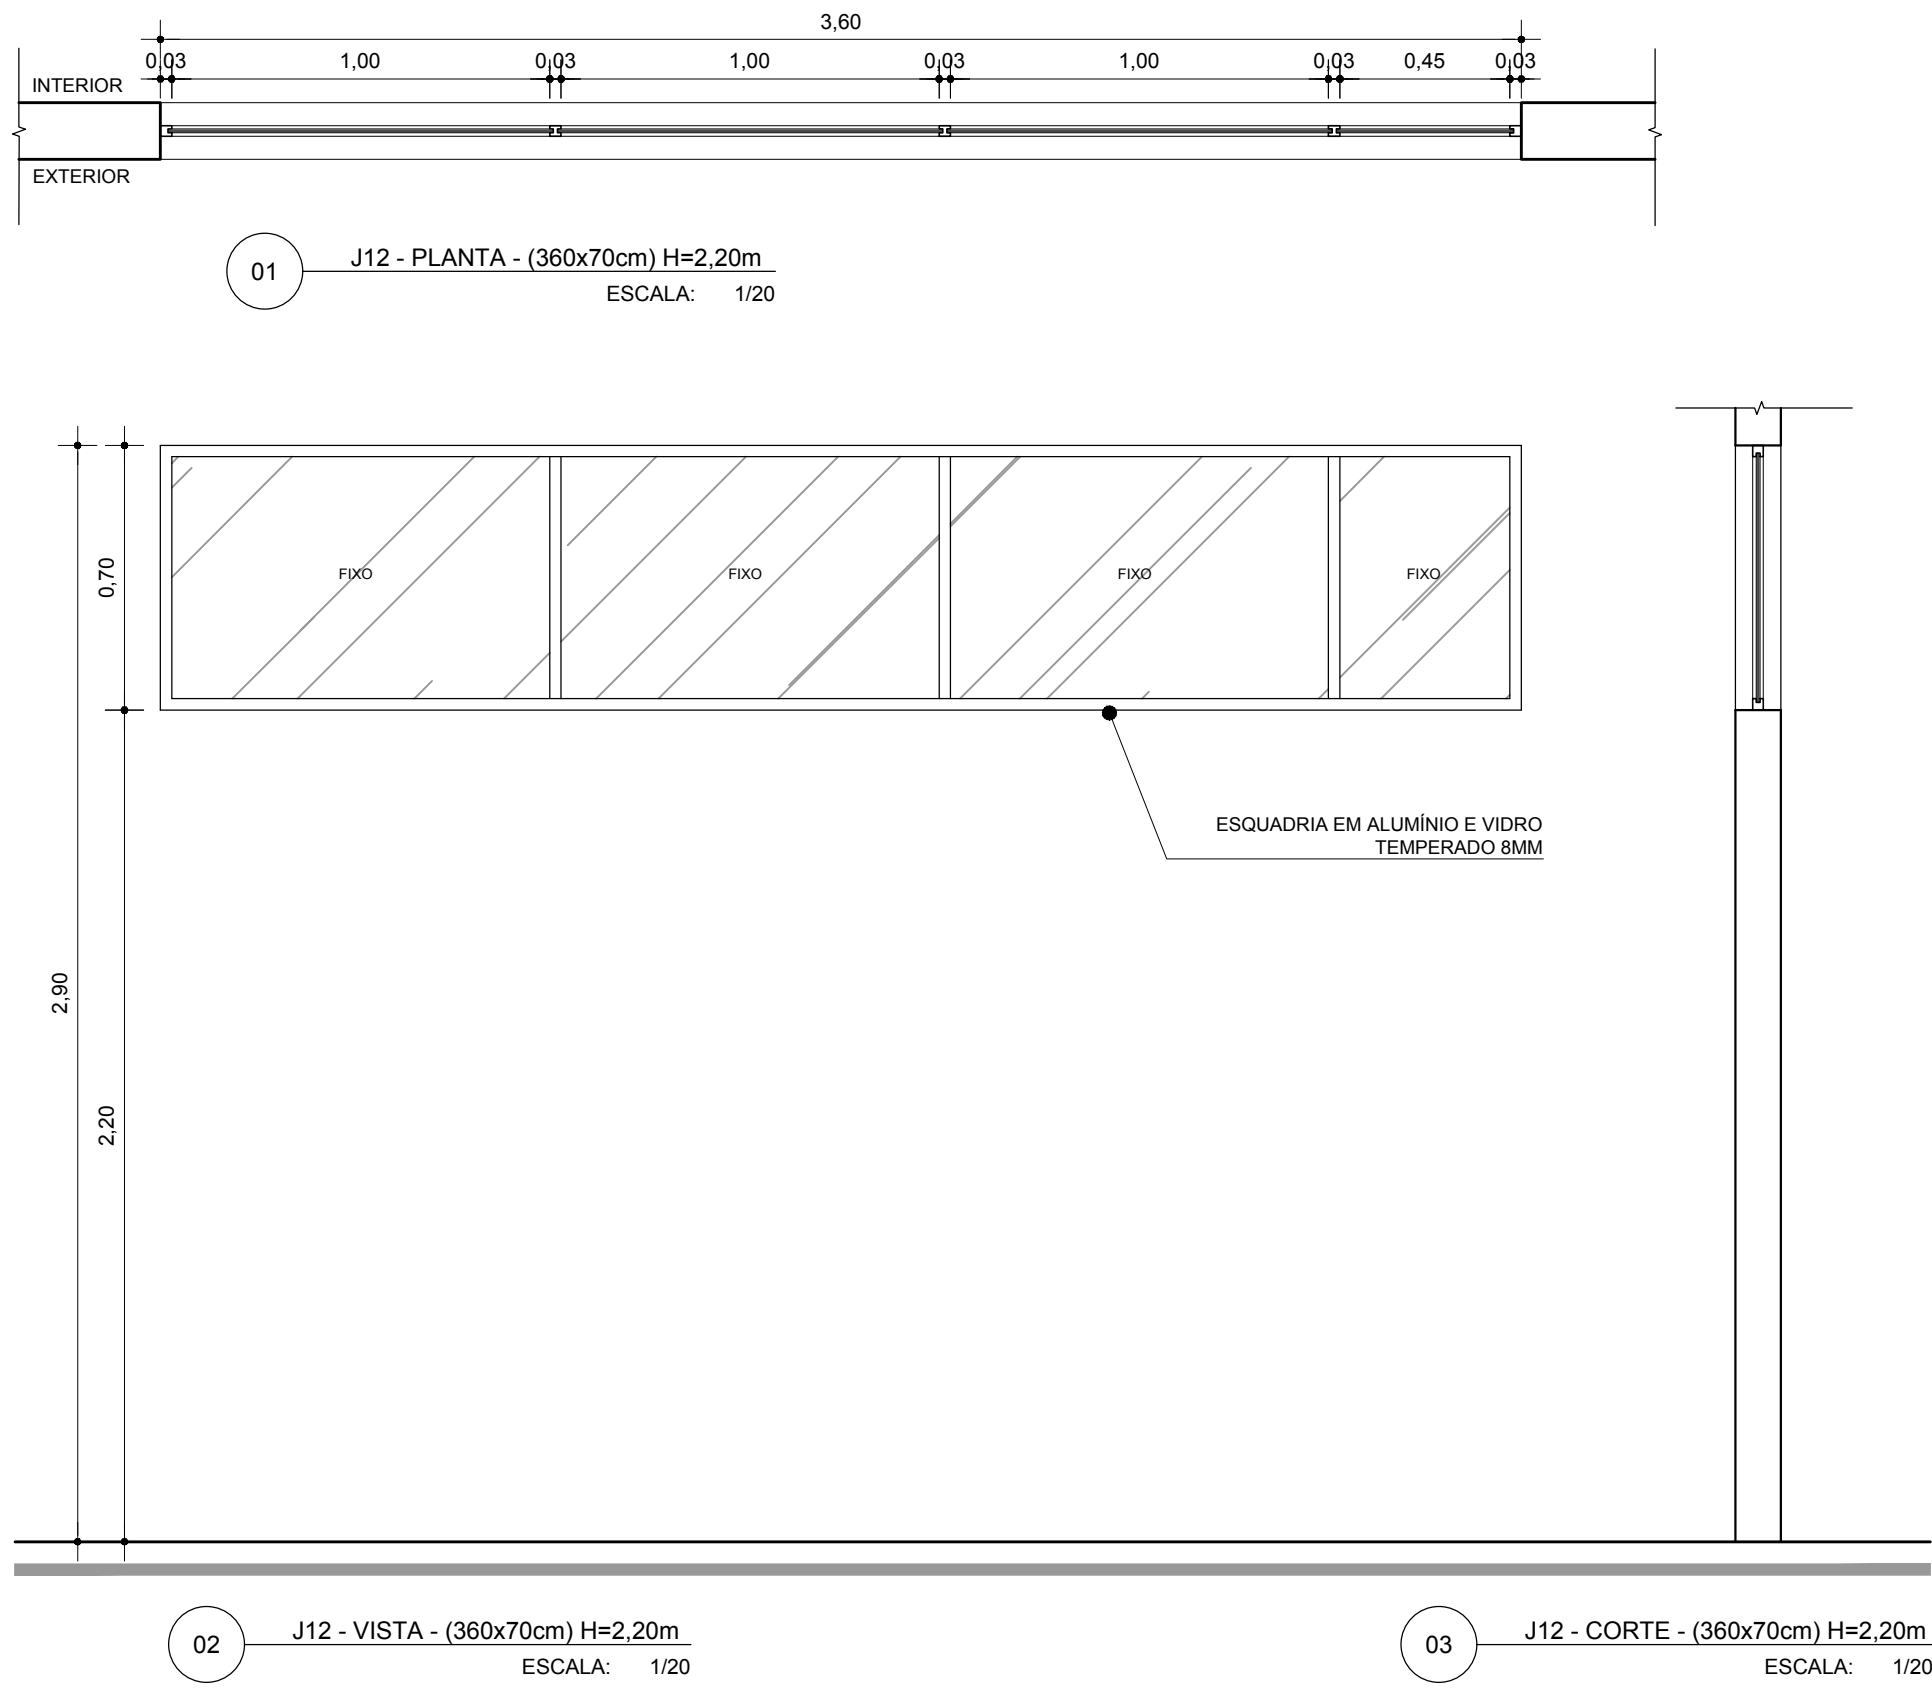 3,60
0,03 1,00 0,03 1,00 0,03 1,00 0,03 0,45 0,03
INTERIOR
EXTERIOR
01
J12 - PLANTA - (360x70cm) H=2,20m
ESCALA: 1/20
0,70
FIXO FIXO FIXO FIXO
ESQUADRIA EM ALUMÍNIO E VIDRO
TEMPERADO 8MM
2,90
2,20
02
J12 - VISTA - (360x70cm) H=2,20m
ESCALA: 1/20
03
J12 - CORTE - (360x70cm) H=2,20m
ESCALA: 1/20